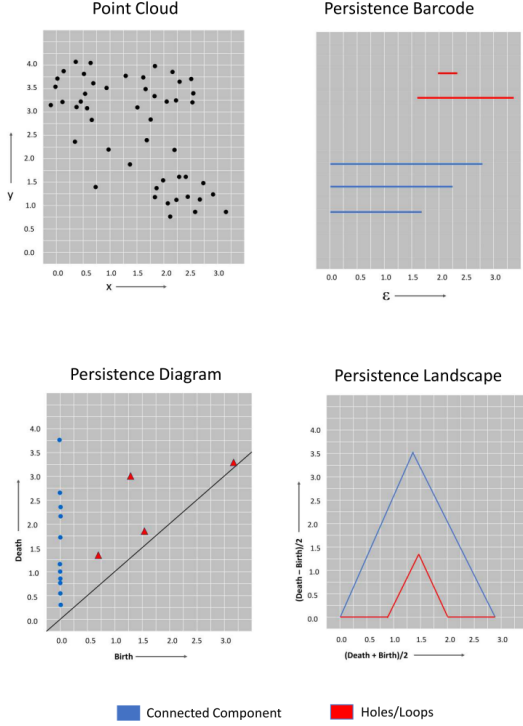 Point Cloud
4.0
3.5
3.0
2.5
2.0
1.5
1.0
0.5
0.0
y
0.0 0.5 1.0 1.5 2.0 2.5 3.0
x
Persistence Barcode
0.0 0.5 1.0 1.5 2.0 2.5 3.0
ε
Persistence Diagram
4.0
3.5
3.0
2.5
2.0
1.5
1.0
0.5
0.0
Death
0.0 0.5 1.0 1.5 2.0 2.5 3.0
Birth
Persistence Landscape
4.0
3.5
3.0
2.5
2.0
1.5
1.0
0.5
0.0
(Death – Birth)/2
0.0 0.5 1.0 1.5 2.0 2.5 3.0
(Death + Birth)/2
Connected Component
Holes/Loops